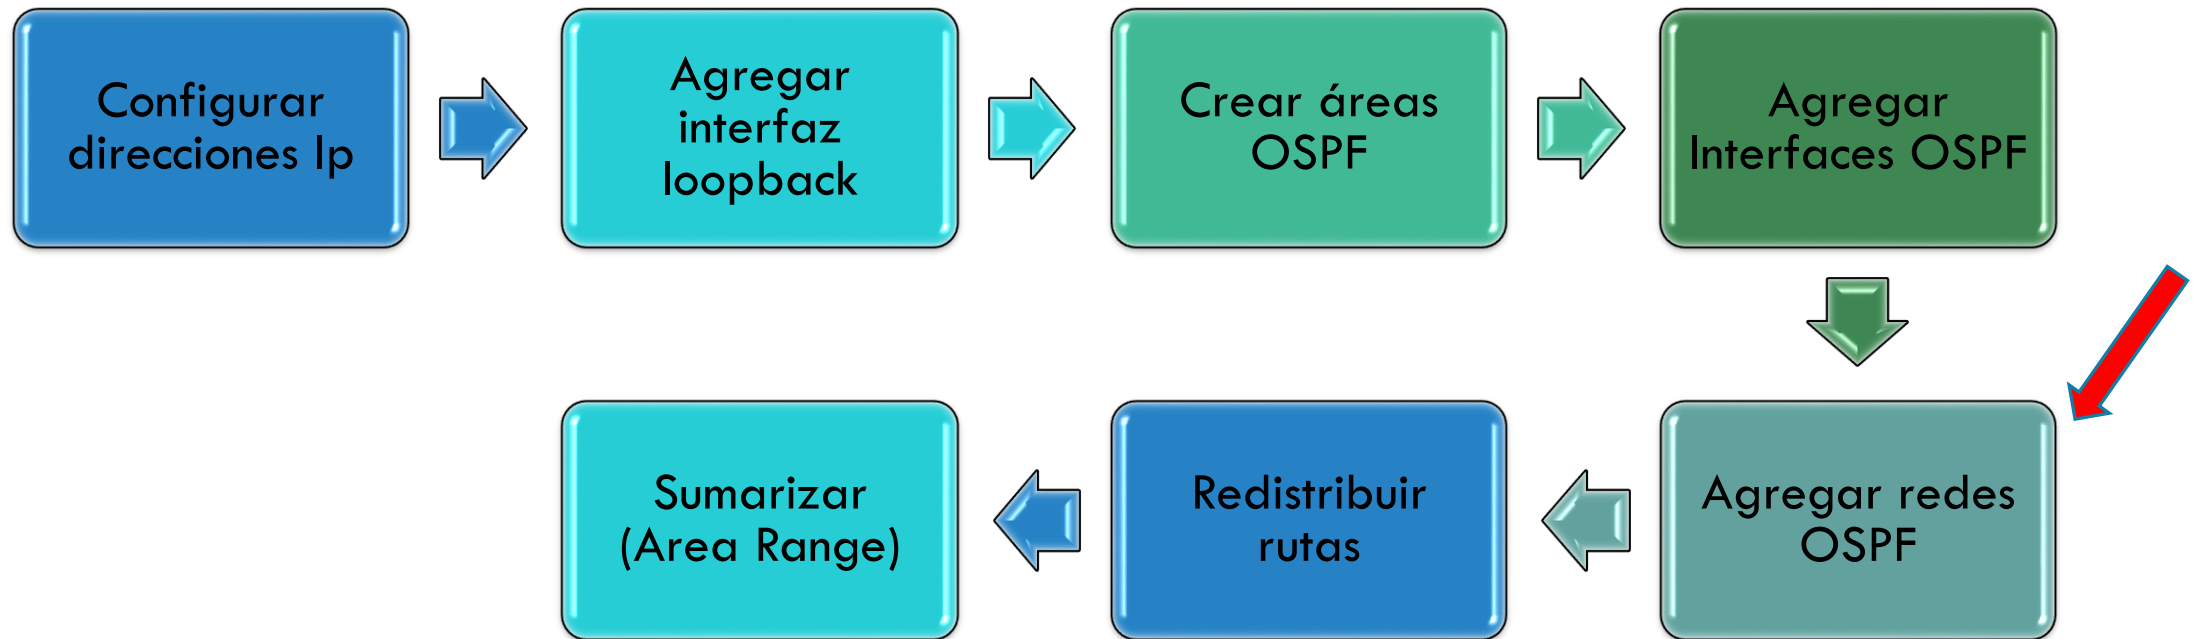 Configurar
direcciones Ip
Agregar
interfaz
loopback
Crear áreas
OSPF
Agregar
Interfaces OSPF
Agregar redes
OSPF
Redistribuir
rutas
Sumarizar
(Area Range)